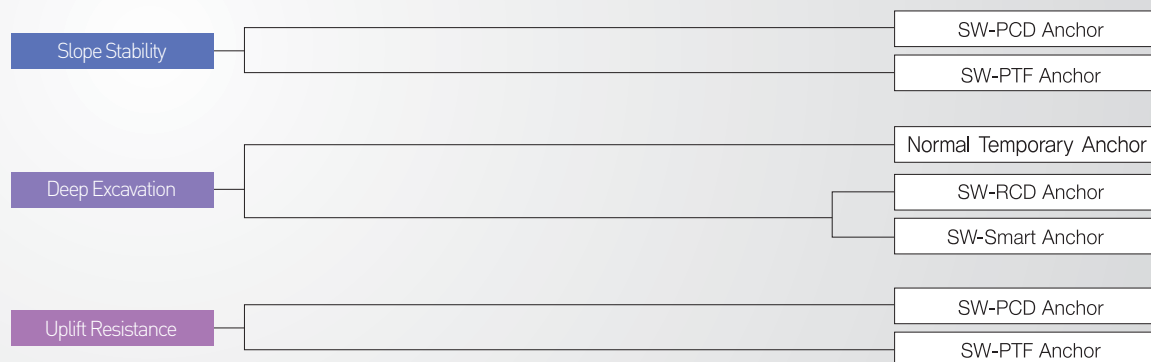 Slope Stability
SW-PCD Anchor
SW-PTF Anchor
Deep Excavation
Normal Temporary Anchor
SW-RCD Anchor
SW-Smart Anchor
Uplift Resistance
SW-PCD Anchor
SW-PTF Anchor